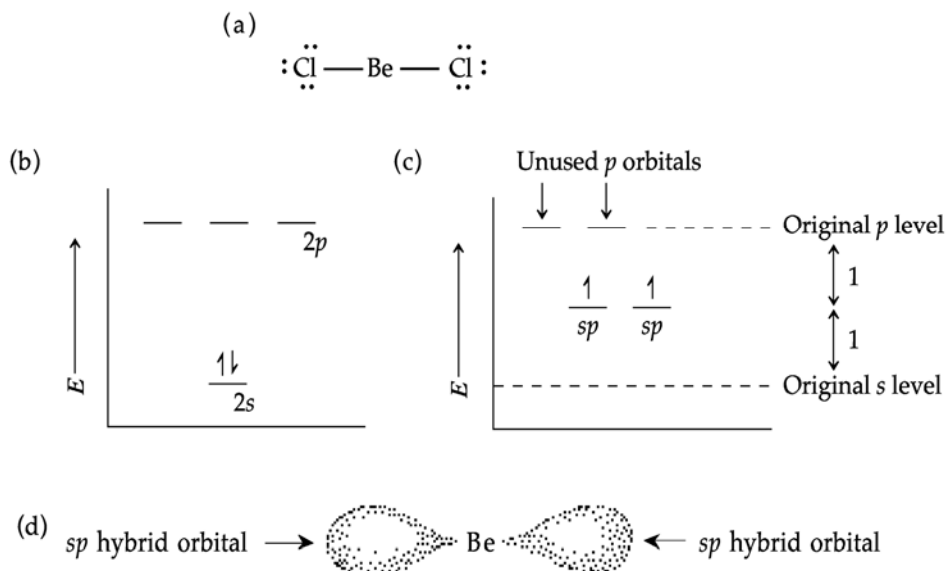 (a)
:Cl — Be — Cl:
(b)
(c)
Unused p orbitals
2p
Original p level
1
sp sp
1
E
2s
E
Original s level
(d)
sp hybrid orbital
Be
sp hybrid orbital